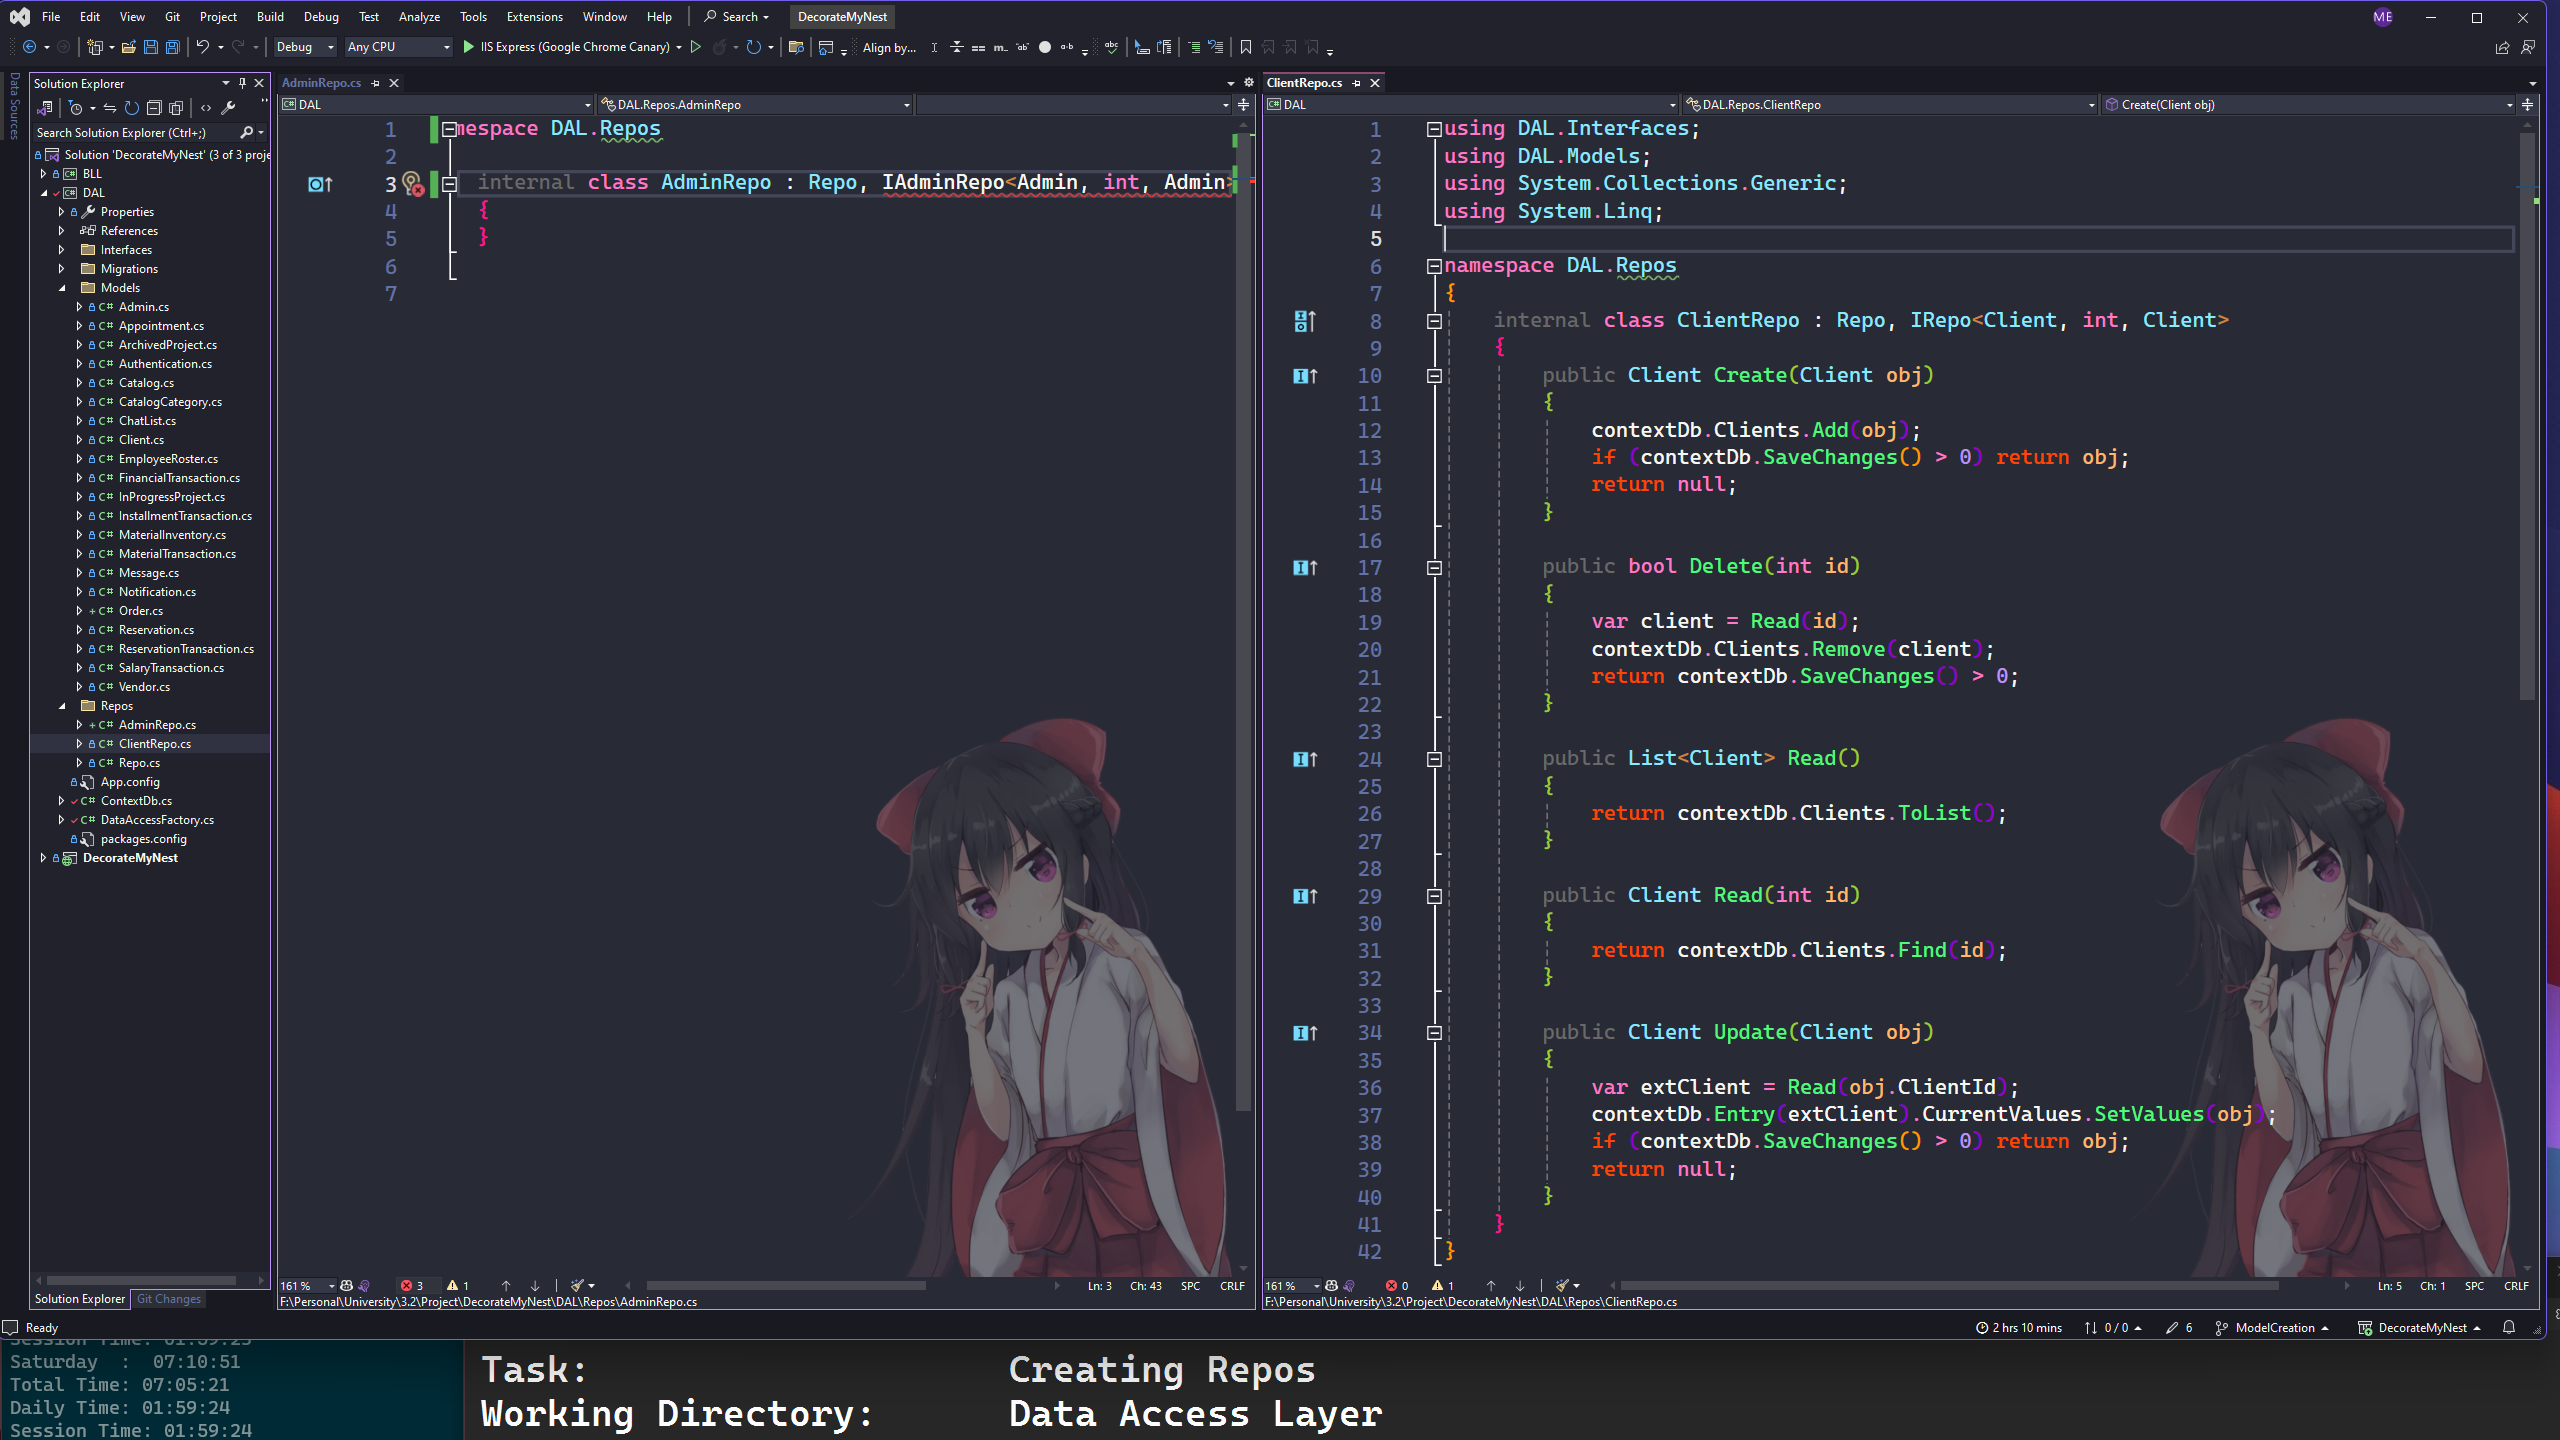 File Edit View Git Project Build Debug Test Analyze Tools Extensions Window Help Search DecorateMyNest ME
Debug Any CPU IIS Express (Google Chrome Canary) Align by...
Data Sources
Solution Explorer
Search Solution Explorer (Ctrl+;)
Solution 'DecorateMyNest' (3 of 3 proje
BLL
DAL
Properties
References
Interfaces
Migrations
Models
C# Admin.cs
C# Appointment.cs
C# ArchivedProject.cs
C# Authentication.cs
C# Catalog.cs
C# CatalogCategory.cs
C# ChatList.cs
C# Client.cs
C# EmployeeRoster.cs
C# FinancialTransaction.cs
C# InProgressProject.cs
C# InstallmentTransaction.cs
C# MaterialInventory.cs
C# MaterialTransaction.cs
C# Message.cs
C# Notification.cs
C# Order.cs
C# Reservation.cs
C# ReservationTransaction.cs
C# SalaryTransaction.cs
C# Vendor.cs
Repos
C# AdminRepo.cs
C# ClientRepo.cs
C# Repo.cs
App.config
C# ContextDb.cs
C# DataAccessFactory.cs
packages.config
DecorateMyNest
Solution Explorer Git Changes
AdminRepo.cs
DAL DAL.Repos.AdminRepo
1 mespace DAL.Repos
2
3 internal class AdminRepo : Repo, IAdminRepo<Admin, int, Admin>
4 {
5 }
6
7
161 % 3 1 Ln: 3 Ch: 43 SPC CRLF
F:\Personal\University\3.2\Project\DecorateMyNest\DAL\Repos\AdminRepo.cs
ClientRepo.cs
DAL DAL.Repos.ClientRepo Create(Client obj)
1 using DAL.Interfaces;
2 using DAL.Models;
3 using System.Collections.Generic;
4 using System.Linq;
5
6 namespace DAL.Repos
7 {
8 internal class ClientRepo : Repo, IRepo<Client, int, Client>
9 {
10 public Client Create(Client obj)
11 {
12 contextDb.Clients.Add(obj);
13 if (contextDb.SaveChanges() > 0) return obj;
14 return null;
15 }
16
17 public bool Delete(int id)
18 {
19 var client = Read(id);
20 contextDb.Clients.Remove(client);
21 return contextDb.SaveChanges() > 0;
22 }
23
24 public List<Client> Read()
25 {
26 return contextDb.Clients.ToList();
27 }
28
29 public Client Read(int id)
30 {
31 return contextDb.Clients.Find(id);
32 }
33
34 public Client Update(Client obj)
35 {
36 var extClient = Read(obj.ClientId);
37 contextDb.Entry(extClient).CurrentValues.SetValues(obj);
38 if (contextDb.SaveChanges() > 0) return obj;
39 return null;
40 }
41 }
42 }
161 % 0 1 Ln: 5 Ch: 1 SPC CRLF
F:\Personal\University\3.2\Project\DecorateMyNest\DAL\Repos\ClientRepo.cs
Ready 2 hrs 10 mins 0 / 0 6 ModelCreation DecorateMyNest
Session Time: 01:59:23
Saturday : 07:10:51
Total Time: 07:05:21
Daily Time: 01:59:24
Session Time: 01:59:24
Task: Creating Repos
Working Directory: Data Access Layer